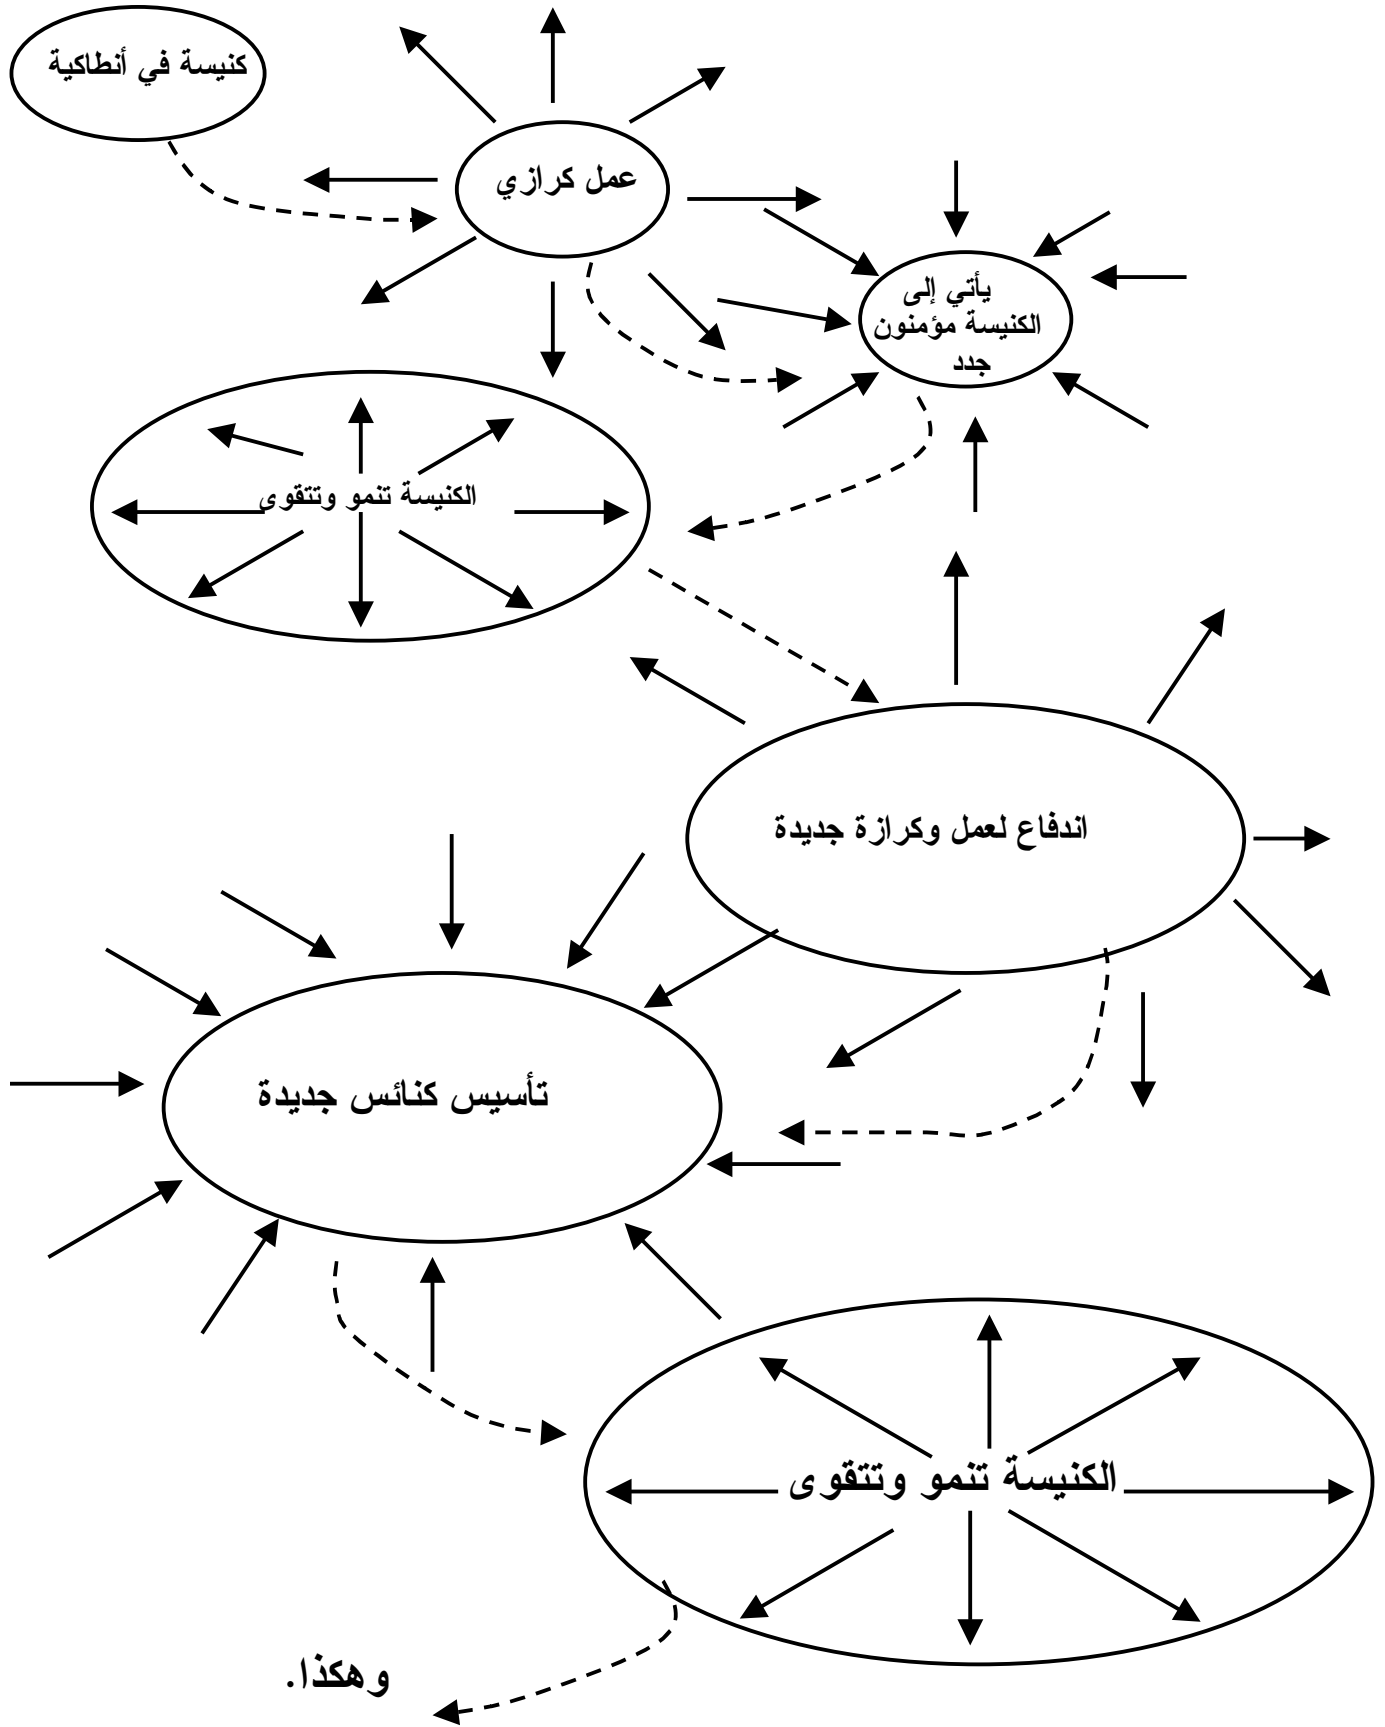 كنيسة في أنطاكية
عمل كرازي
يأتي إلى
الكنيسة مؤمنون
جدد
الكنيسة تنمو وتتقوى
اندفاع لعمل وكرازة جديدة
تأسيس كنائس جديدة
الكنيسة تنمو وتتقوى
وهكذا.